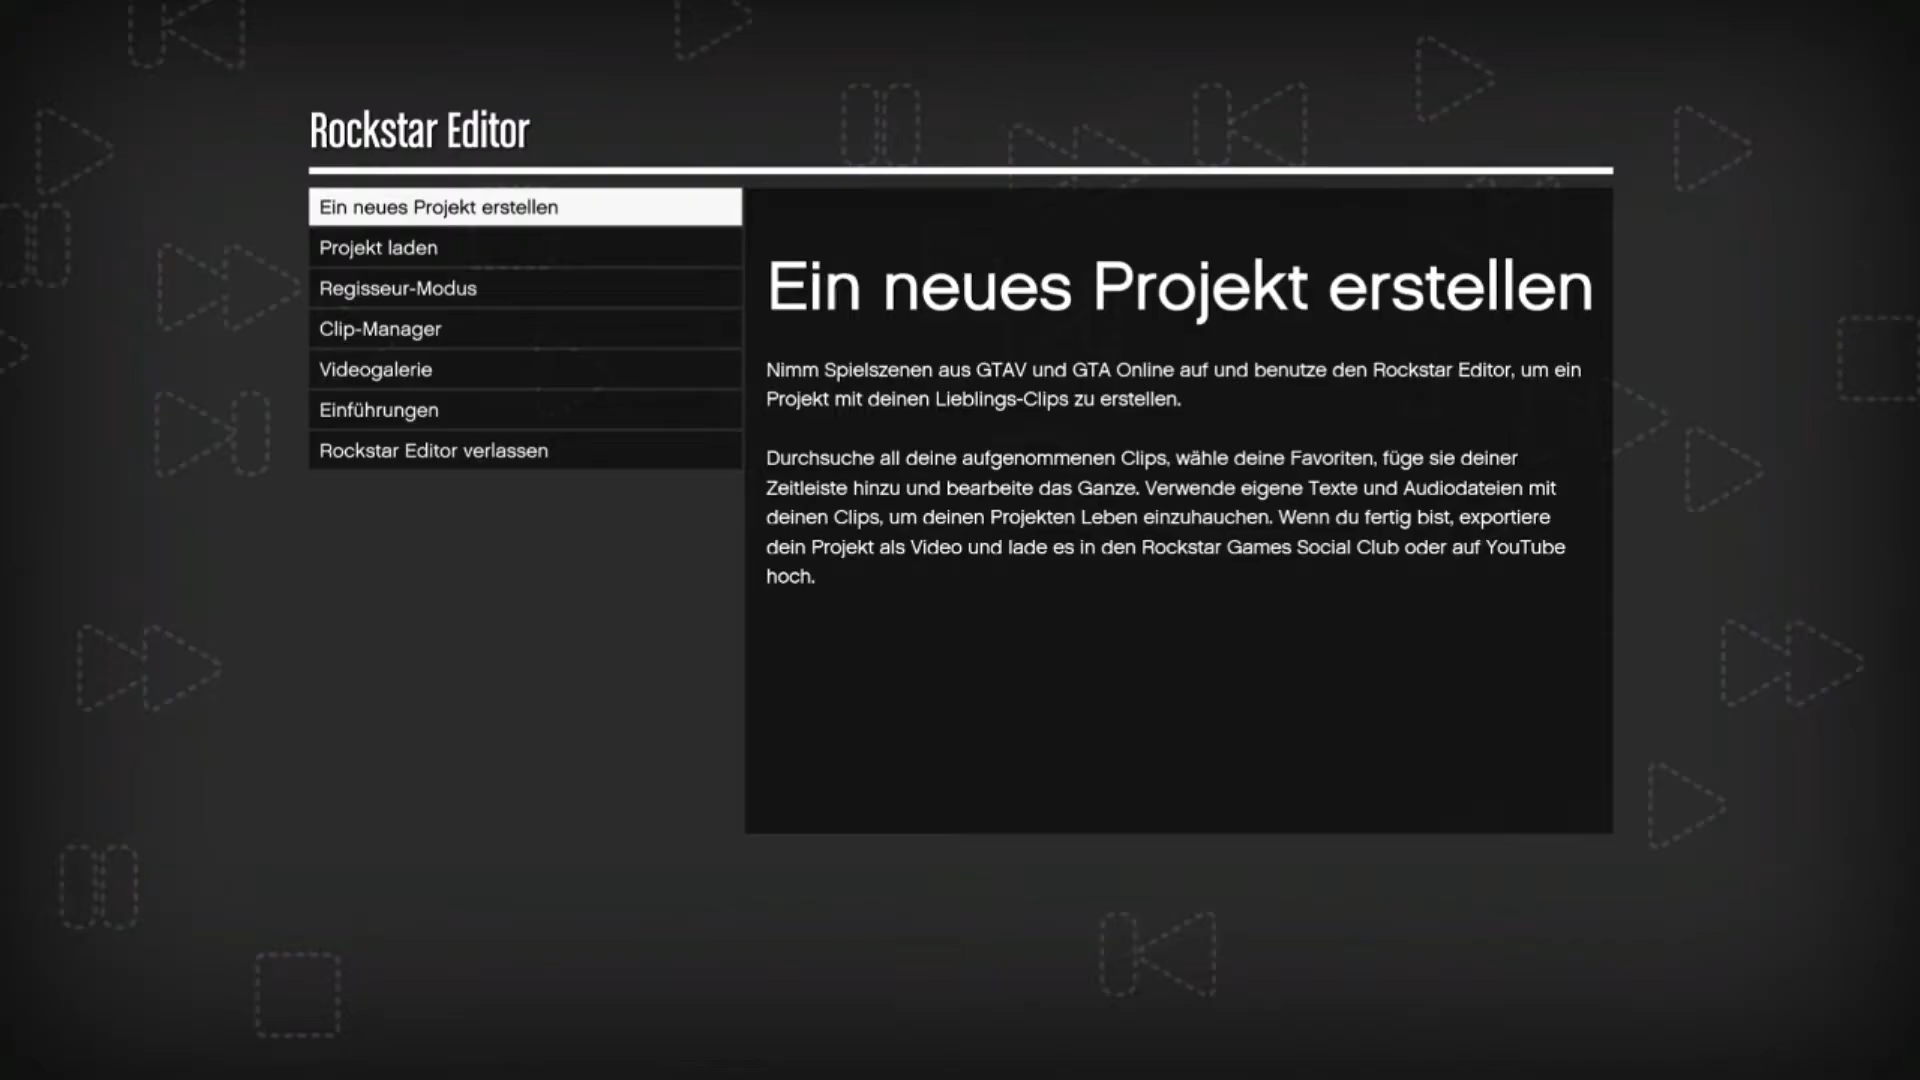 Rockstar Editor
Ein neues Projekt erstellen
Projekt laden
Regisseur-Modus
Clip-Manager
Videogalerie
Einführungen
Rockstar Editor verlassen
Ein neues Projekt erstellen
Nimm Spielszenen aus GTAV und GTA Online auf und benutze den Rockstar Editor, um ein
Projekt mit deinen Lieblings-Clips zu erstellen.
Durchsuche all deine aufgenommenen Clips, wähle deine Favoriten, füge sie deiner
Zeitleiste hinzu und bearbeite das Ganze. Verwende eigene Texte und Audiodateien mit
deinen Clips, um deinen Projekten Leben einzuhauchen. Wenn du fertig bist, exportiere
dein Projekt als Video und lade es in den Rockstar Games Social Club oder auf YouTube
hoch.